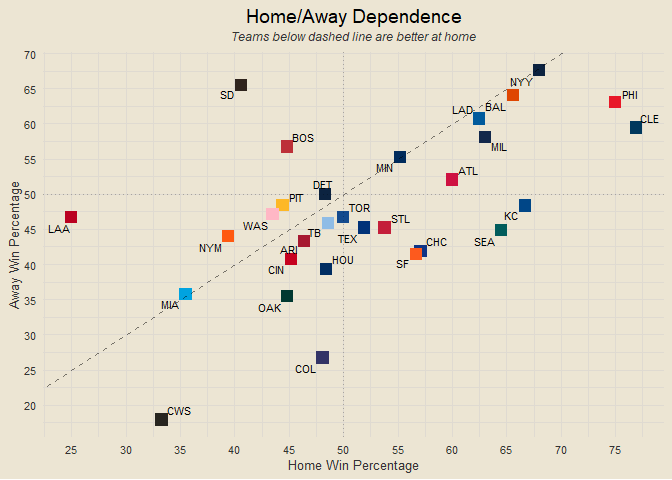 Home/Away Dependence
Teams below dashed line are better at home
70
65
60
55
50
45
40
35
30
25
20
Away Win Percentage
SD
NYY
PHI
BAL
LAD
CLE
BOS
MIL
MIN
ATL
DET
PIT
TOR
KC
LAA
WAS
STL
TB
TEX
SEA
NYM
ARI
CHC
SF
CIN
HOU
MIA
OAK
COL
CWS
25
30
35
40
45
50
55
60
65
70
75
Home Win Percentage